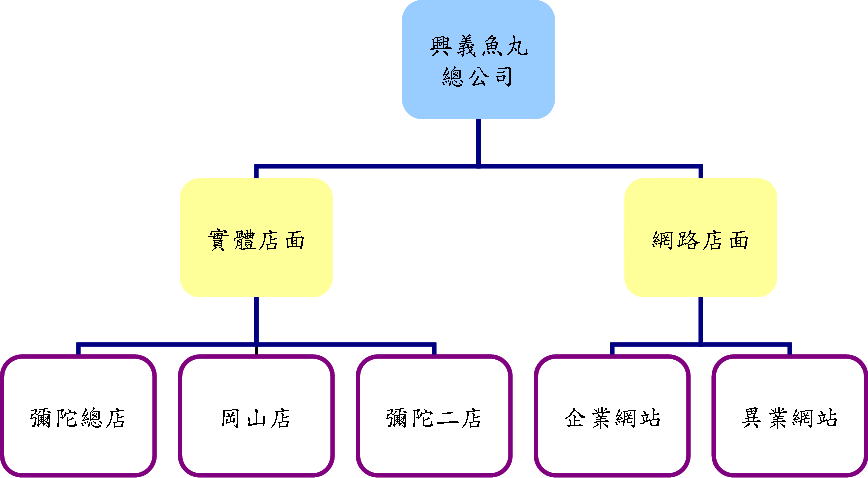 興義魚丸
總公司
實體店面
網路店面
彌陀總店
岡山店
彌陀二店
企業網站
異業網站